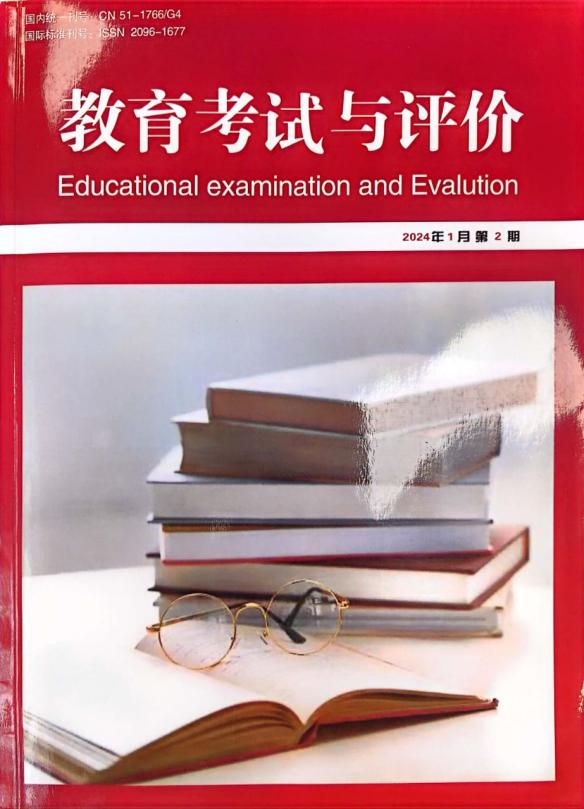 国内统一刊号: CN 51-1766/G4
国际标准刊号: ISSN 2096-1677
教育考试与评价
Educational examination and Evalution
2024年1月第2期